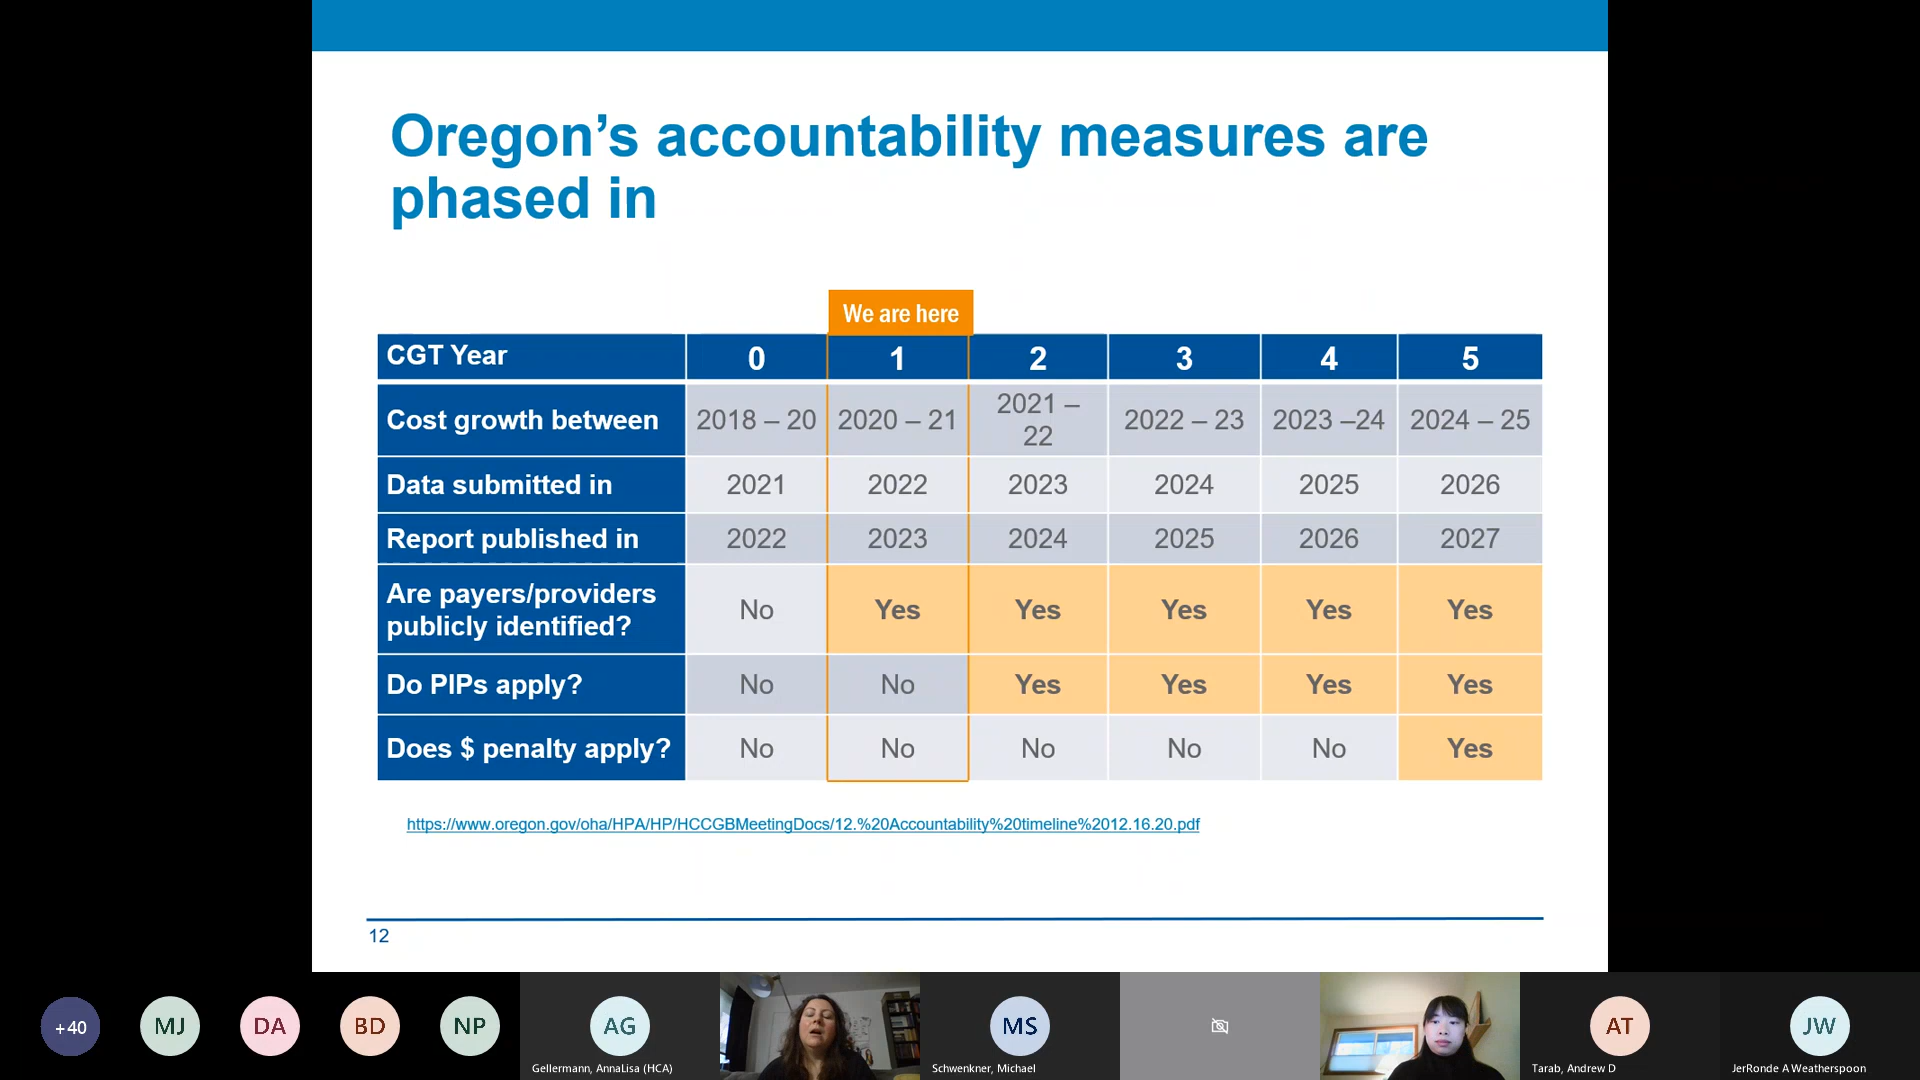 Oregon’s accountability measures are
phased in
We are here
CGT Year 0 1 2 3 4 5
Cost growth between 2018 – 20 2020 – 21 2021 – 22 2022 – 23 2023 –24 2024 – 25
Data submitted in 2021 2022 2023 2024 2025 2026
Report published in 2022 2023 2024 2025 2026 2027
Are payers/providers publicly identified? No Yes Yes Yes Yes Yes
Do PIPs apply? No No Yes Yes Yes Yes
Does $ penalty apply? No No No No No Yes
https://www.oregon.gov/oha/HPA/HP/HCCGBMeetingDocs/12.%20Accountability%20timeline%2012.16.20.pdf
12
+40 MJ DA BD NP AG MS AT JW
Gellermann, AnnaLisa (HCA) Schwenkner, Michael Tarab, Andrew D JerRonde A Weatherspoon